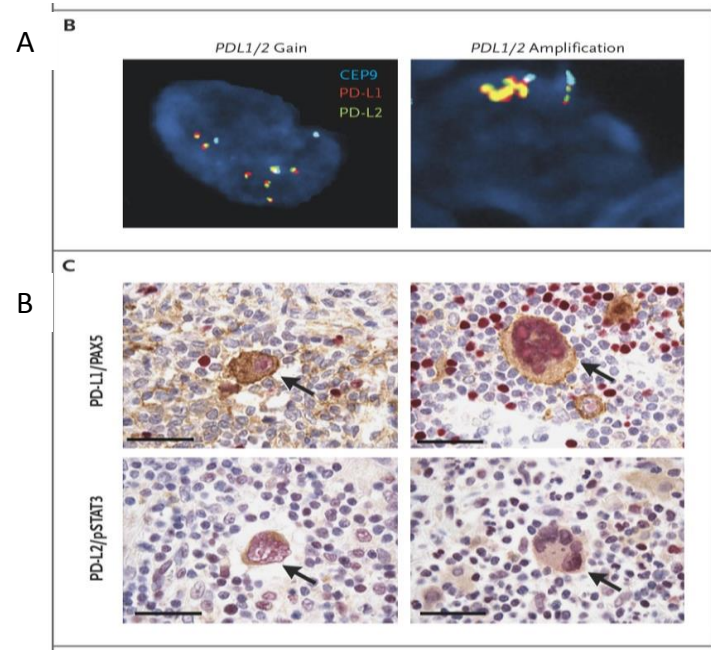 A
B
PDL1/2 Gain
PDL1/2 Amplification
CEP9
PD-L1
PD-L2
B
C
PD-L1/PAX5
PD-L2/pSTAT3